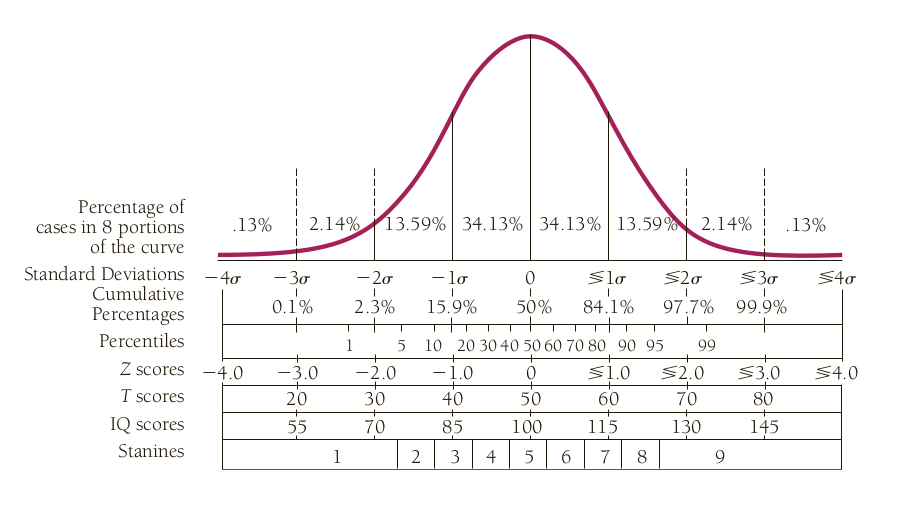 Percentage of
cases in 8 portions
of the curve
.13% 2.14% 13.59% 34.13% 34.13% 13.59% 2.14% .13%
Standard Deviations −4σ −3σ −2σ −1σ 0 ≶1σ ≶2σ ≶3σ ≶4σ
Cumulative
Percentages 0.1% 2.3% 15.9% 50% 84.1% 97.7% 99.9%
Percentiles 1 5 10 20 30 40 50 60 70 80 90 95 99
Z scores −4.0 −3.0 −2.0 −1.0 0 ≶1.0 ≶2.0 ≶3.0 ≶4.0
T scores 20 30 40 50 60 70 80
IQ scores 55 70 85 100 115 130 145
Stanines 1 2 3 4 5 6 7 8 9